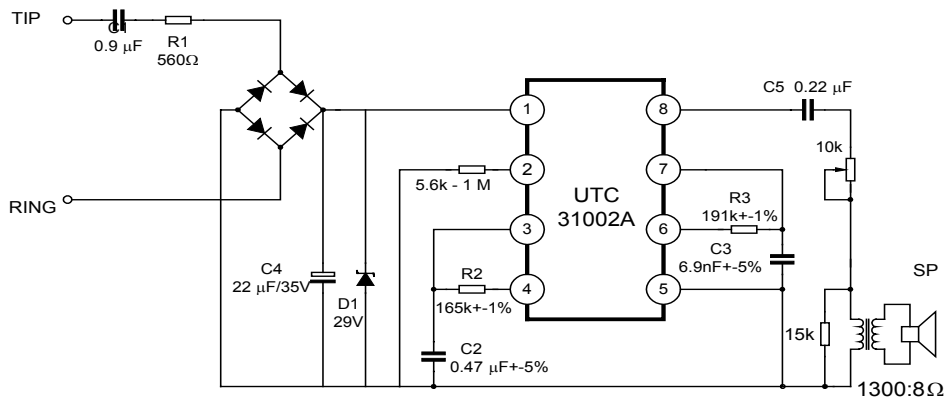 TIP
C1
0.9 μF
R1
560Ω
RING
C4
22 μF/35V
D1
29V
5.6k - 1 M
R2
165k+-1%
C2
0.47 μF+-5%
1
2
3
4
UTC
31002A
8
7
6
5
C5 0.22 μF
10k
R3
191k+-1%
C3
6.9nF+-5%
15k
SP
1300:8Ω